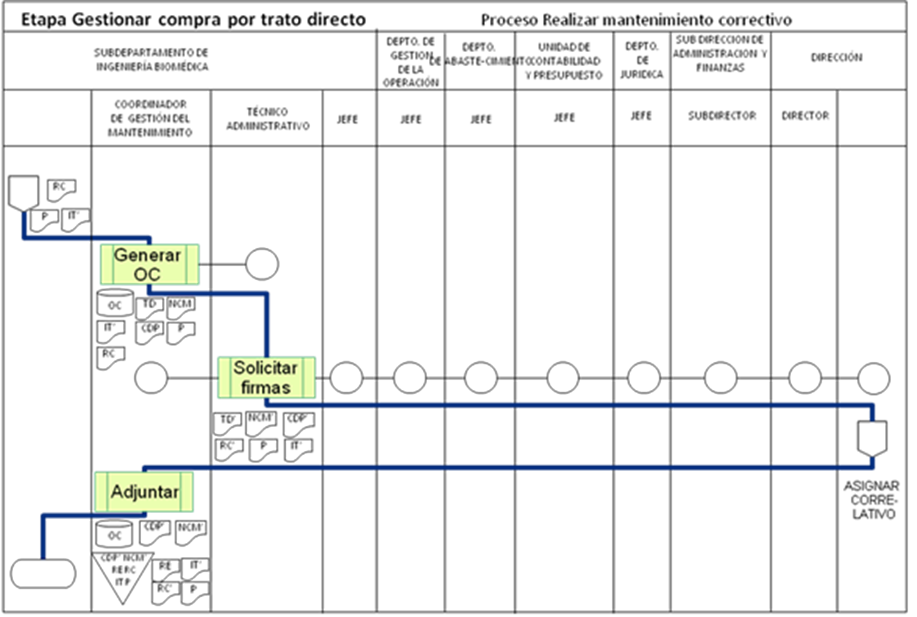 Etapa Gestionar compra por trato directo
Proceso Realizar mantenimiento correctivo
SUBDEPARTAMENTO DE
INGENIERÍA BIOMÉDICA
DEPTO. DE
GESTION
DE LA
OPERACIÓN
DEPTO.
DE ABASTE-CIMIENTO
UNIDAD DE
CONTABILIDAD
Y PRESUPUESTO
DEPTO.
DE
JURIDICA
SUB DIRECCION DE
ADMINISTRACION Y
FINANZAS
DIRECCIÓN
COORDINADOR
DE GESTIÓN DEL
MANTENIMIENTO
TÉCNICO
ADMINISTRATIVO
JEFE
JEFE
JEFE
JEFE
JEFE
SUBDIRECTOR
DIRECTOR
RC
P
IT'
Generar
OC
OC
TD
NCM
IT'
CDP
P
RC
Solicitar
firmas
TD'
NCM'
CDP'
RC'
P
IT'
ASIGNAR
CORRE-
LATIVO
Adjuntar
OC
CDP'
NCM'
CDP' NCM'
RE RC
IT P
RE
IT'
RC'
P